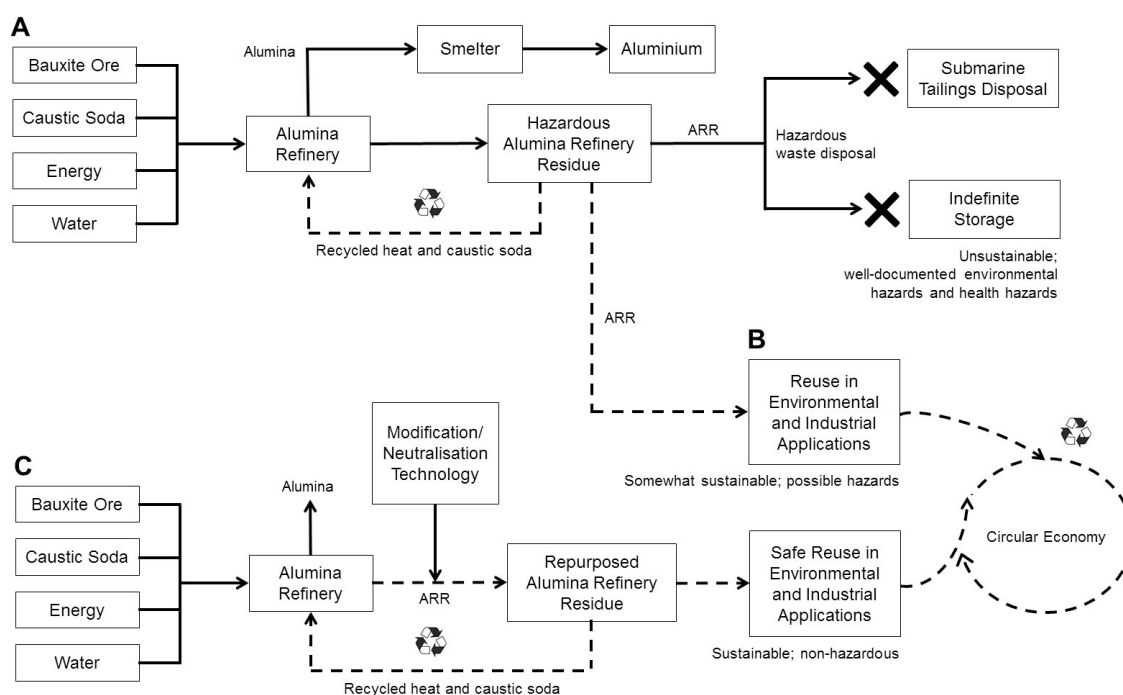 A
Bauxite Ore
Caustic Soda
Energy
Water
Alumina
Refinery
Alumina
Smelter
Aluminium
Hazardous
Alumina Refinery
Residue
Recycled heat and caustic soda
ARR
Hazardous
waste disposal
Submarine
Tailings Disposal
Indefinite
Storage
Unsustainable;
well-documented environmental
hazards and health hazards
ARR
B
Reuse in
Environmental
and Industrial
Applications
Somewhat sustainable; possible hazards
C
Bauxite Ore
Caustic Soda
Energy
Water
Alumina
Alumina
Refinery
Modification/
Neutralisation
Technology
ARR
Repurposed
Alumina Refinery
Residue
Recycled heat and caustic soda
Safe Reuse in
Environmental
and Industrial
Applications
Sustainable; non-hazardous
Circular Economy